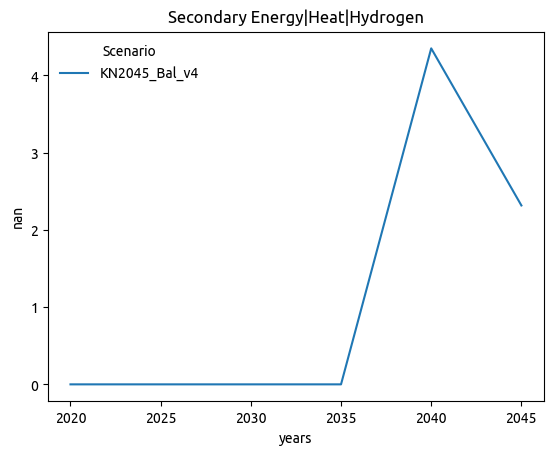 Secondary Energy|Heat|Hydrogen
Scenario
KN2045_Bal_v4
4
3
2
1
0
nan
2020 2025 2030 2035 2040 2045
years